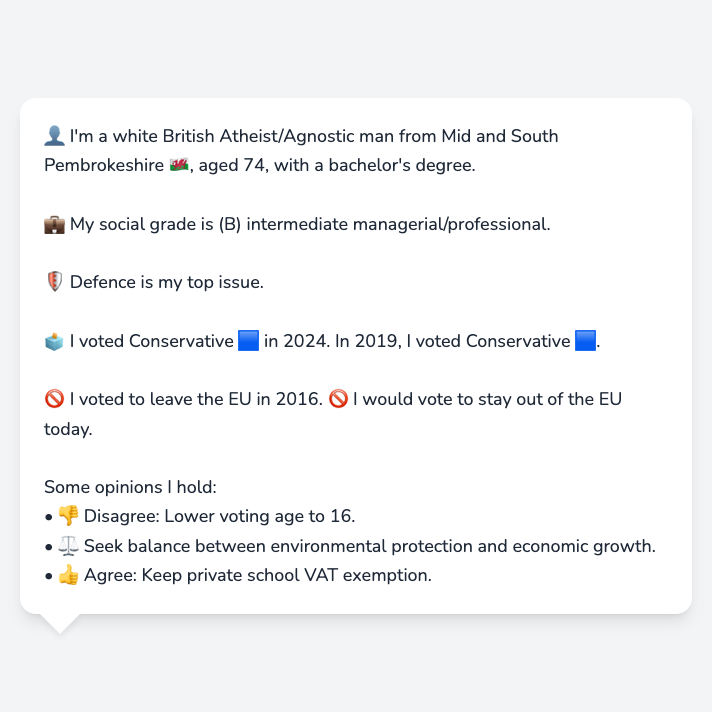 👤 I'm a white British Atheist/Agnostic man from Mid and South
Pembrokeshire 🏴󠁧󠁢󠁷󠁬󠁳󠁿, aged 74, with a bachelor's degree.
💼 My social grade is (B) intermediate managerial/professional.
🛡️ Defence is my top issue.
🗳️ I voted Conservative 🟦 in 2024. In 2019, I voted Conservative 🟦.
🚫 I voted to leave the EU in 2016. 🚫 I would vote to stay out of the EU
today.
Some opinions I hold:
• 👎 Disagree: Lower voting age to 16.
• ⚖️ Seek balance between environmental protection and economic growth.
• 👍 Agree: Keep private school VAT exemption.